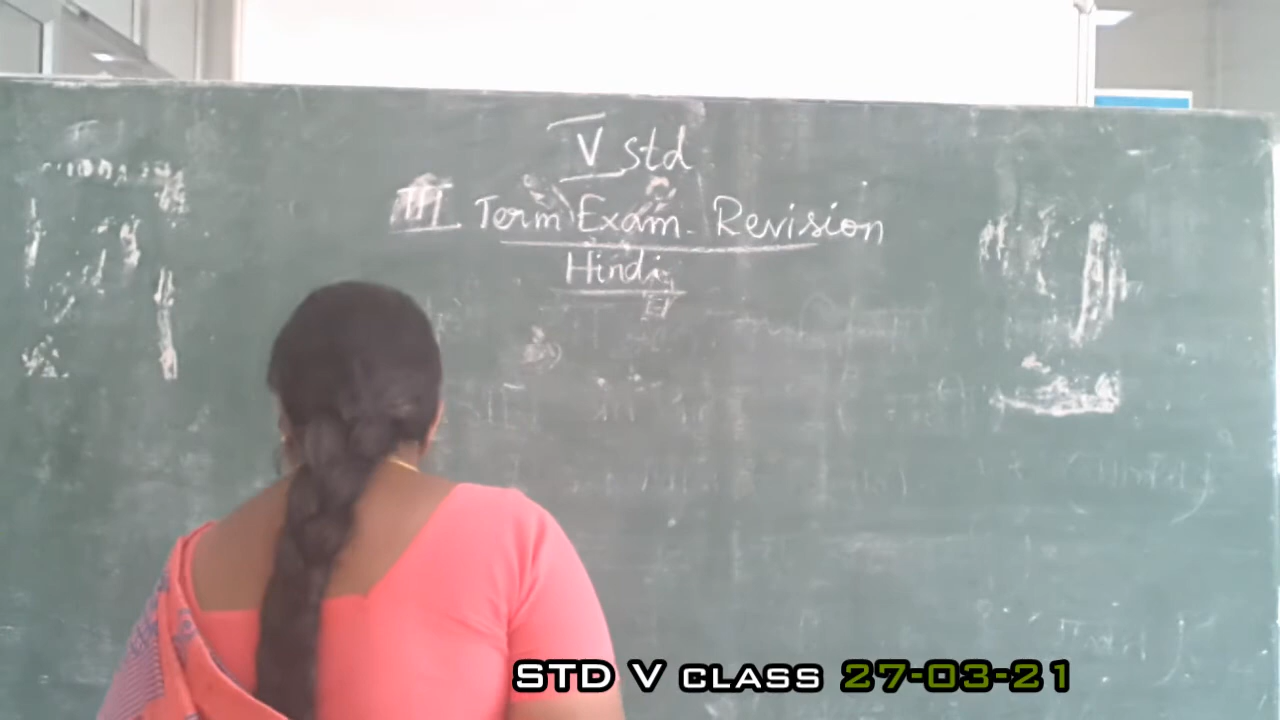 V Std
III Term Exam. Revision
Hindi
STD V CLASS 27-03-21